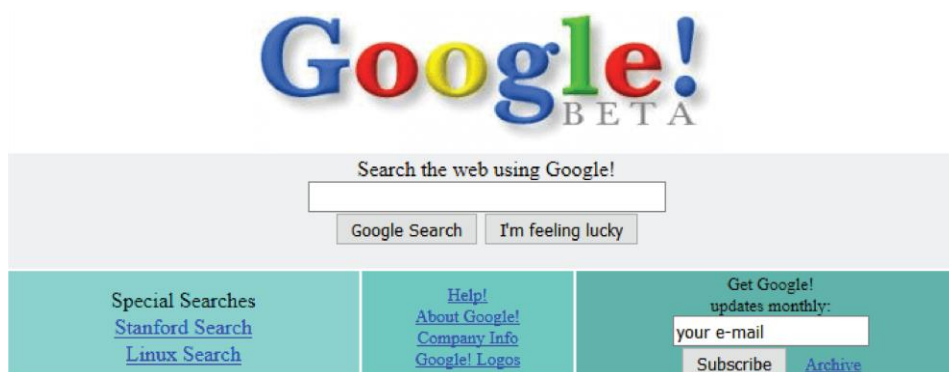 Google!
BETA
Search the web using Google!
Google Search I'm feeling lucky
Special Searches
Stanford Search
Linux Search
Help!
About Google!
Company Info
Google! Logos
Get Google!
updates monthly:
your e-mail
Subscribe Archive